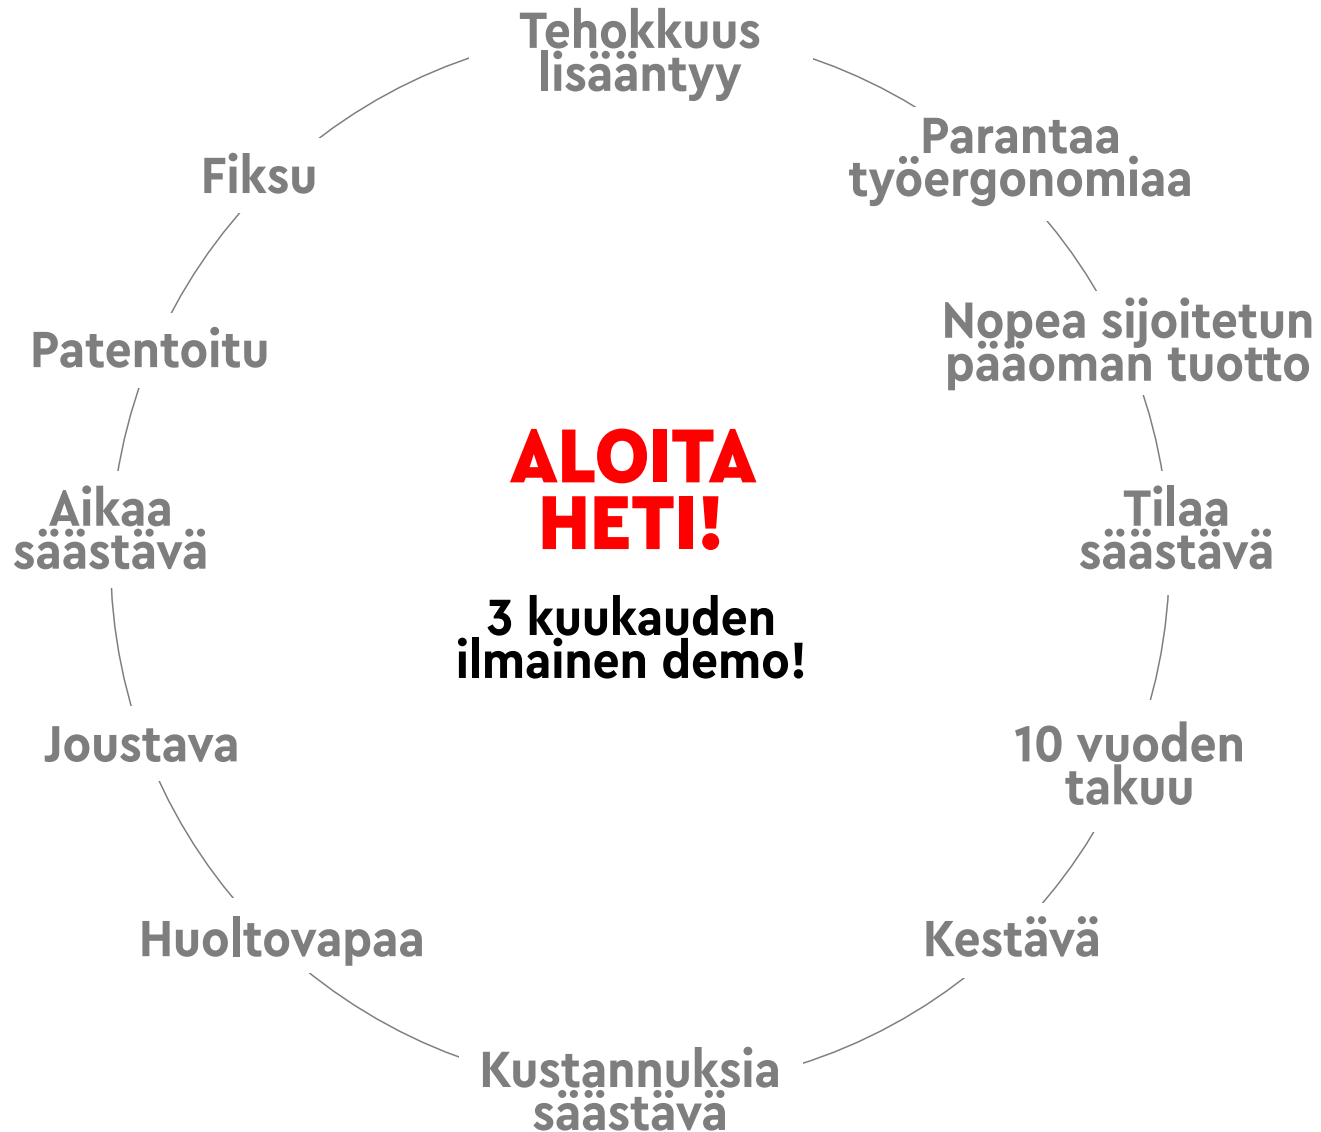 Tehokkuus
lisääntyy
Parantaa
työergonomiaa
Fiksu
Nopea sijoitetun
pääoman tuotto
Patentoitu
ALOITA
HETI!
Aikaa
säästävä
Tilaa
säästävä
3 kuukauden
ilmainen demo!
Joustava
10 vuoden
takuu
Huoltovapaa
Kestävä
Kustannuksia
säästävä